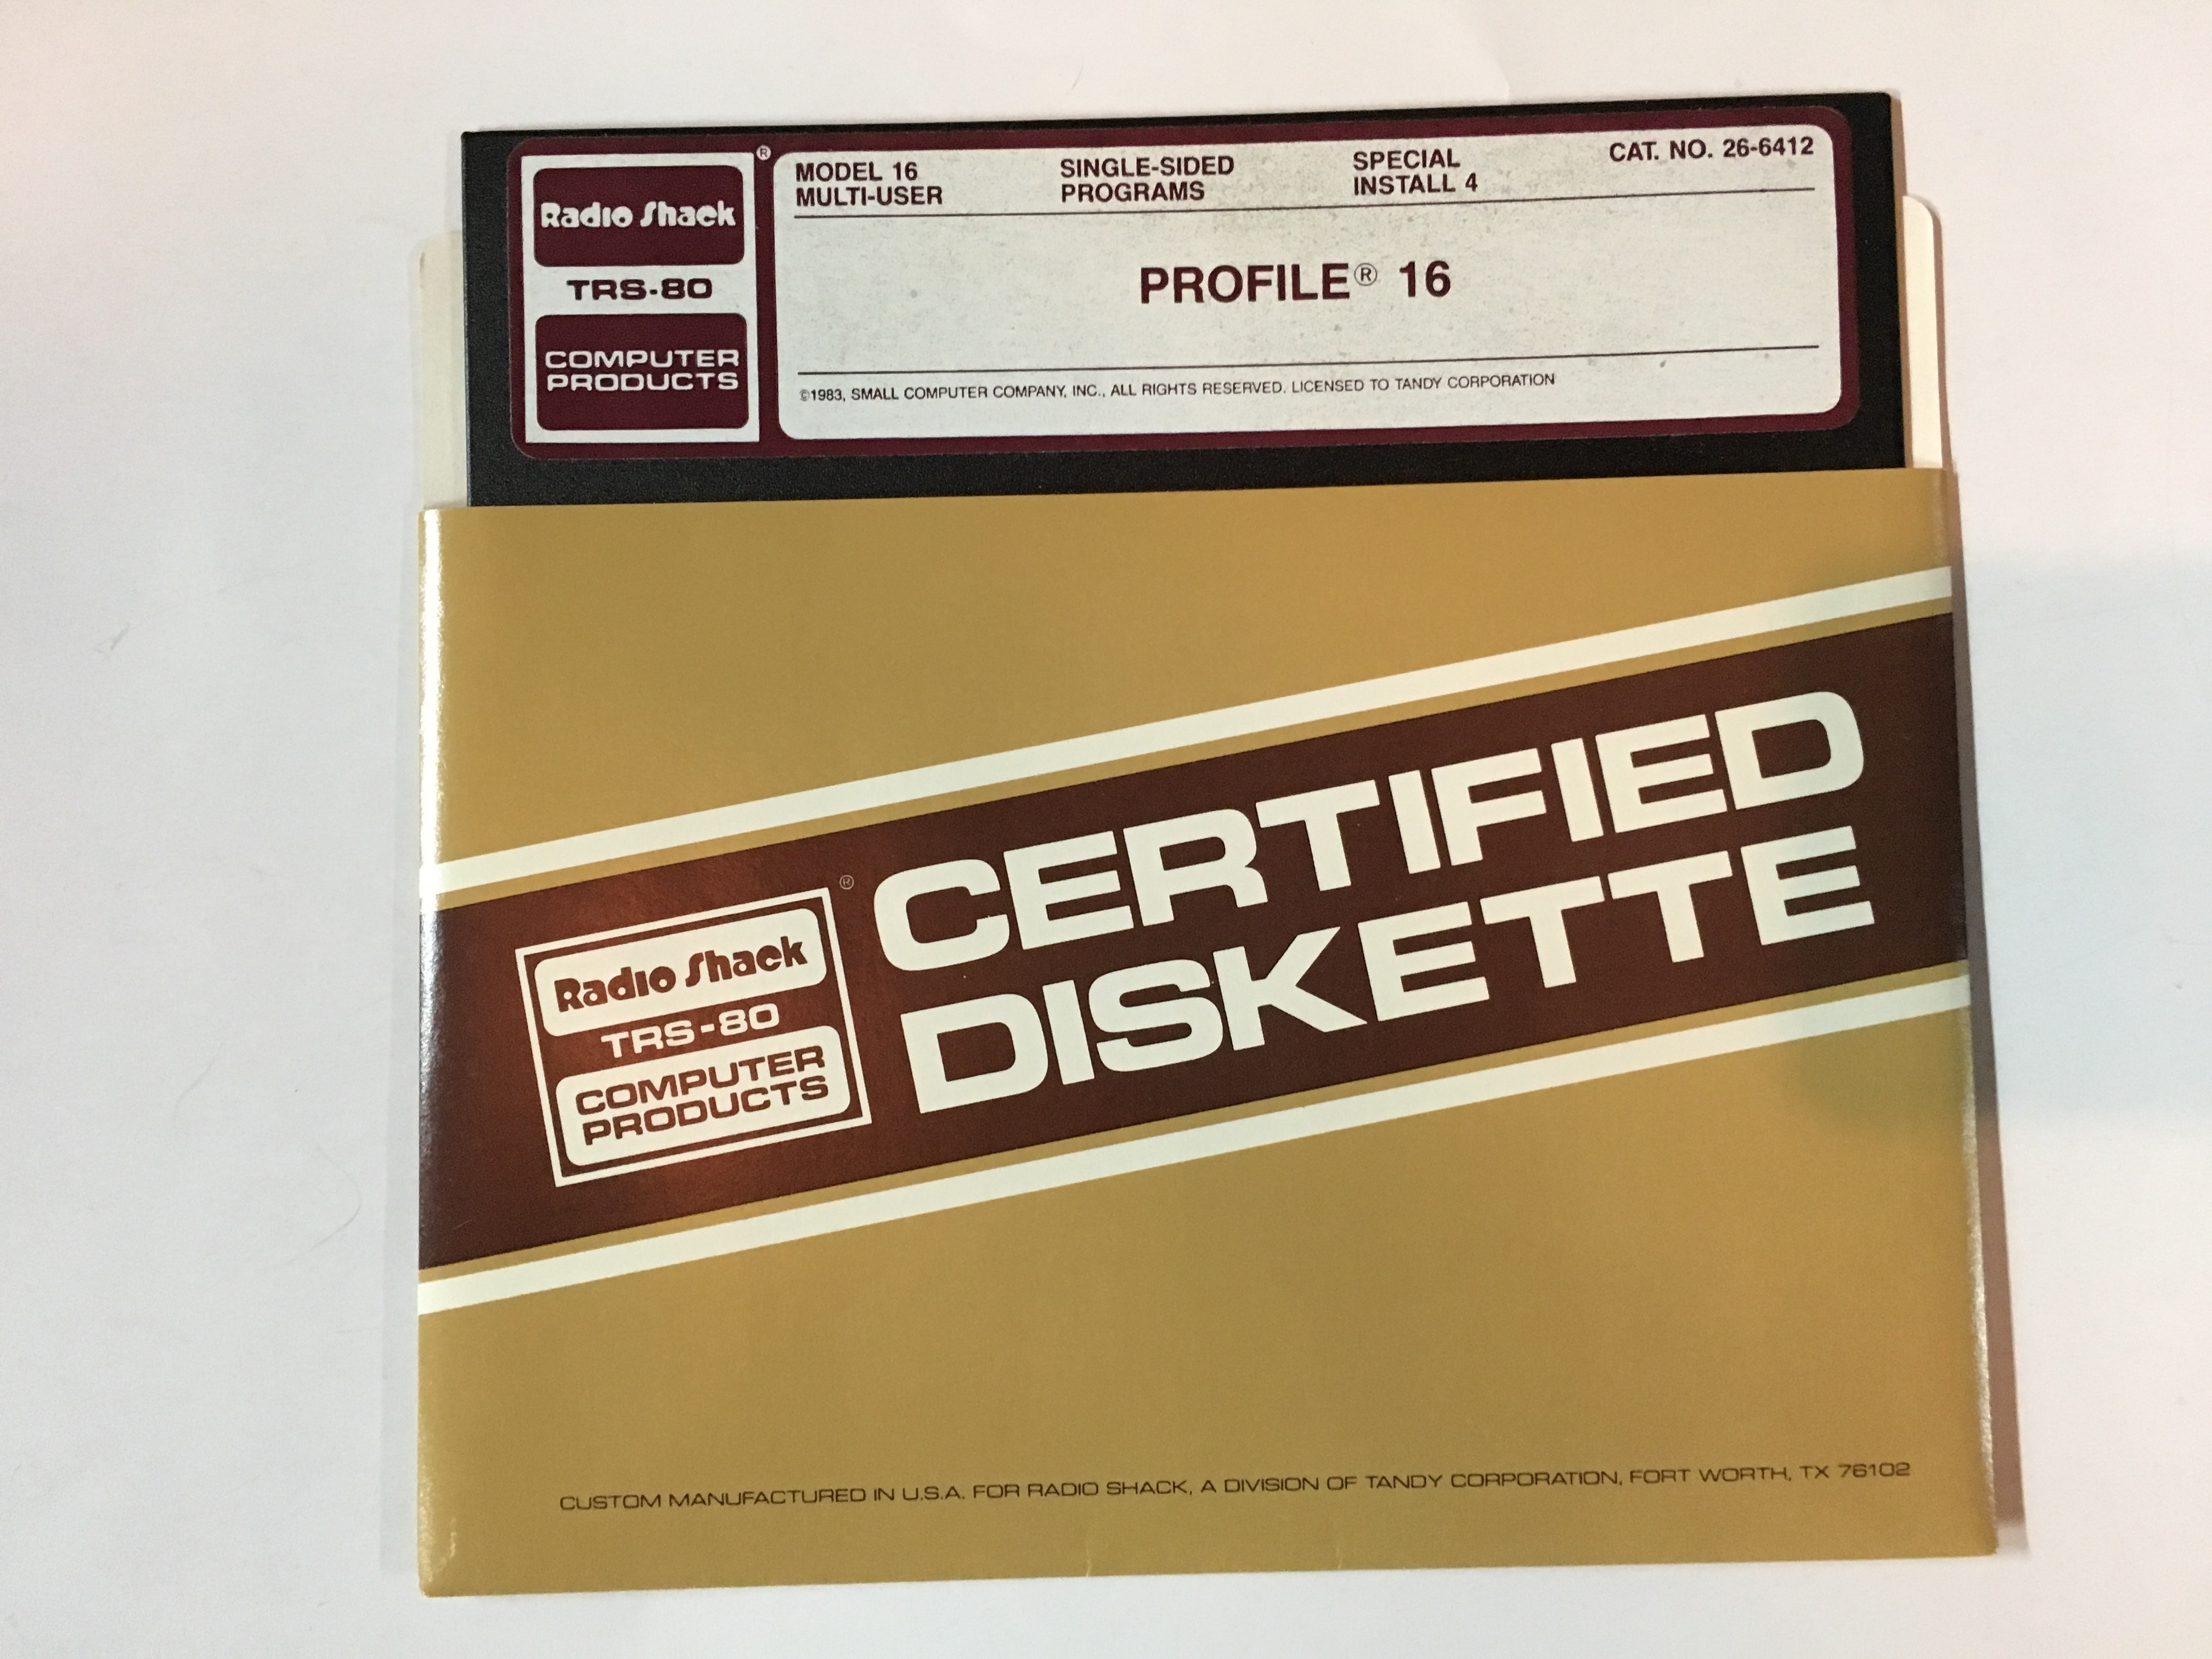 Radio Shack
®
TRS-80
COMPUTER
PRODUCTS
MODEL 16
MULTI-USER
SINGLE-SIDED
PROGRAMS
SPECIAL
INSTALL 4
CAT. NO. 26-6412
PROFILE® 16
©1983, SMALL COMPUTER COMPANY, INC., ALL RIGHTS RESERVED. LICENSED TO TANDY CORPORATION
Radio Shack
®
TRS-80
COMPUTER
PRODUCTS
CERTIFIED
DISKETTE
CUSTOM MANUFACTURED IN U.S.A. FOR RADIO SHACK, A DIVISION OF TANDY CORPORATION, FORT WORTH, TX 76102